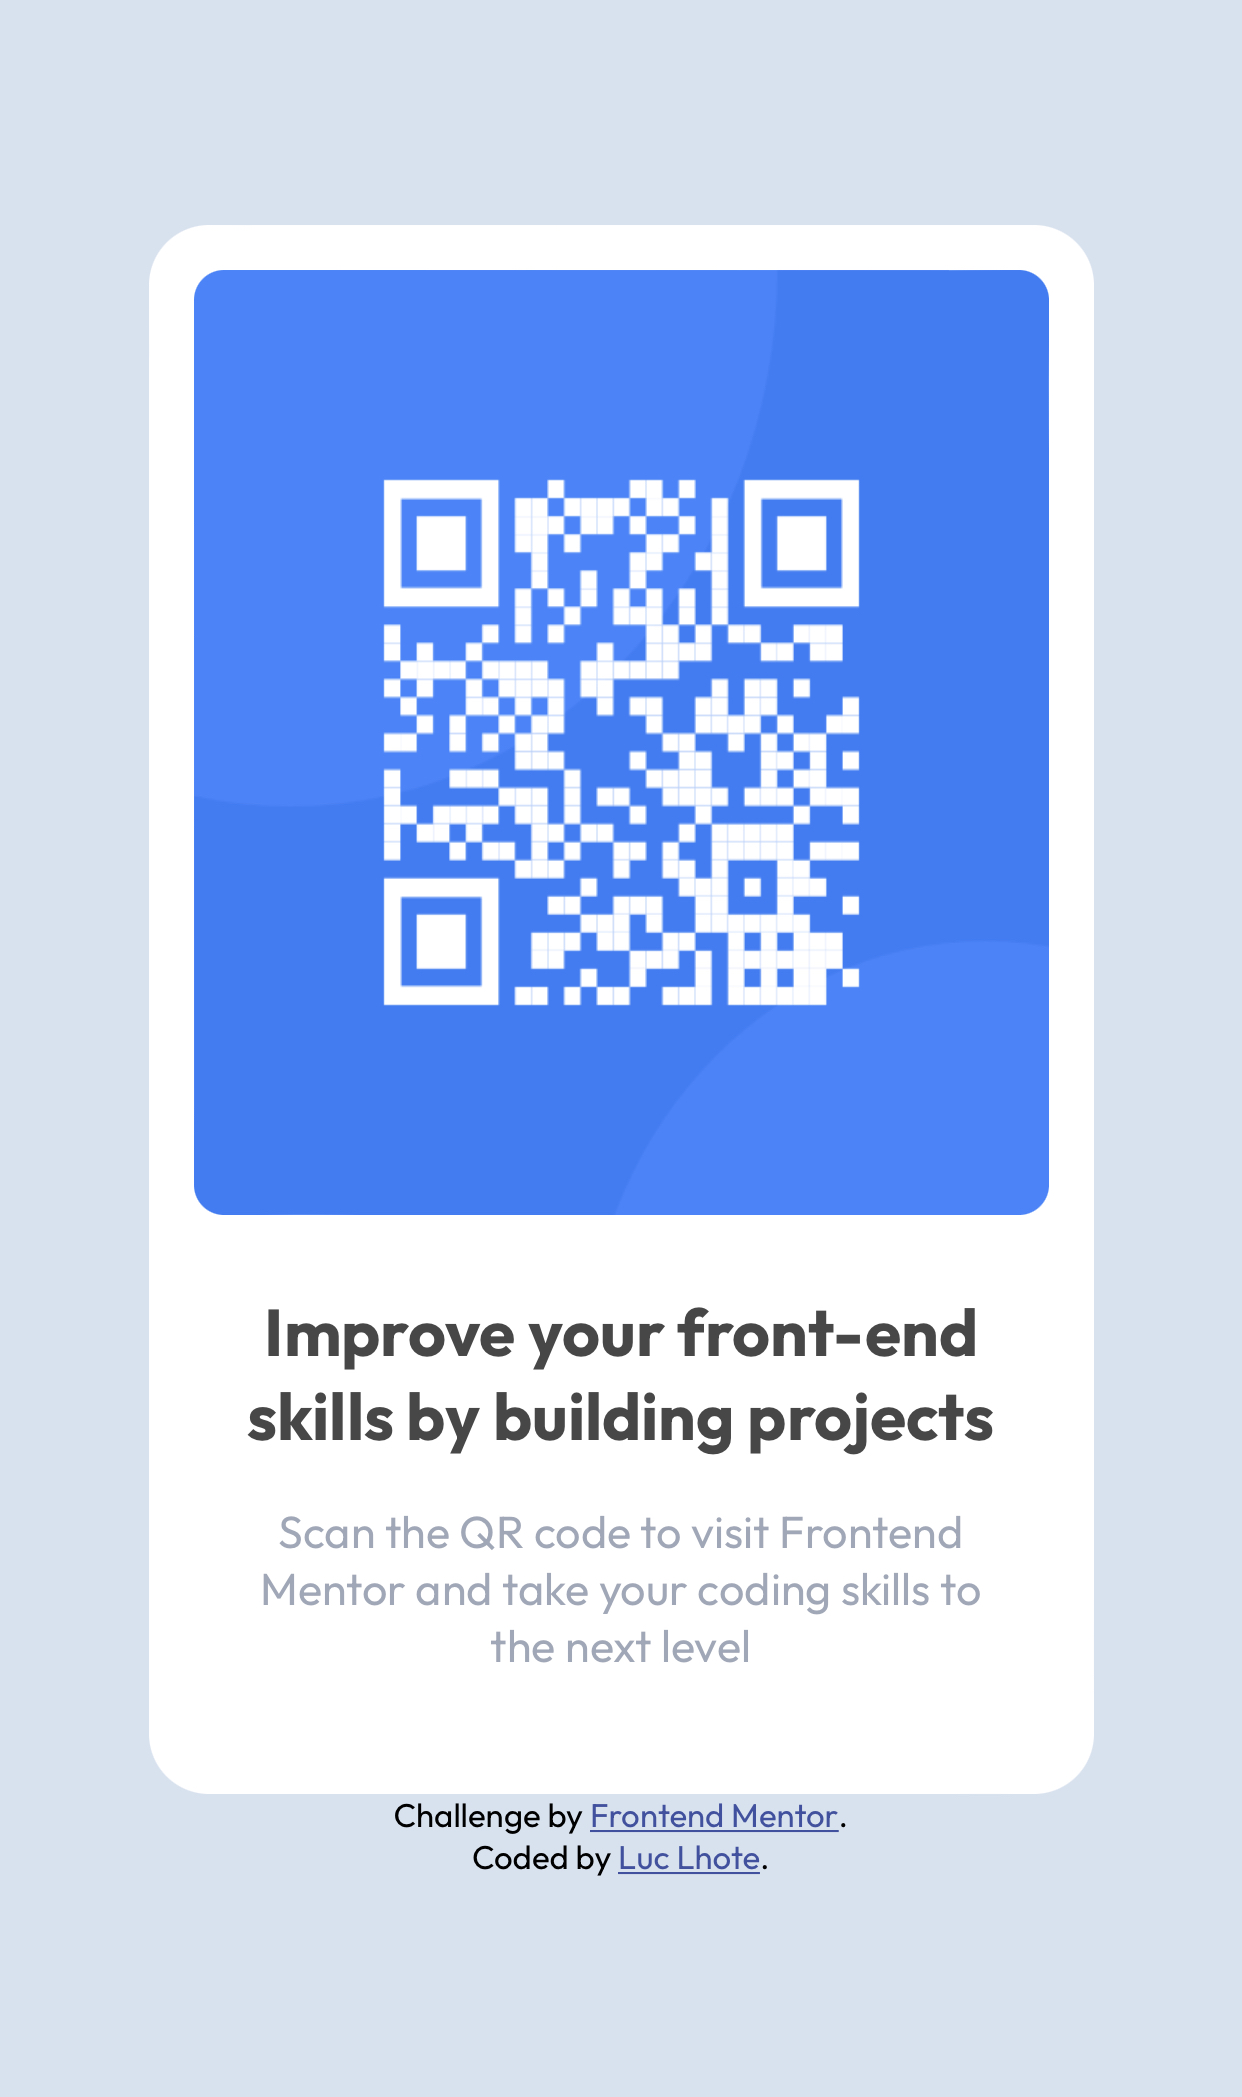 Improve your front-end
skills by building projects
Scan the QR code to visit Frontend
Mentor and take your coding skills to
the next level
Challenge by Frontend Mentor.
Coded by Luc Lhote.